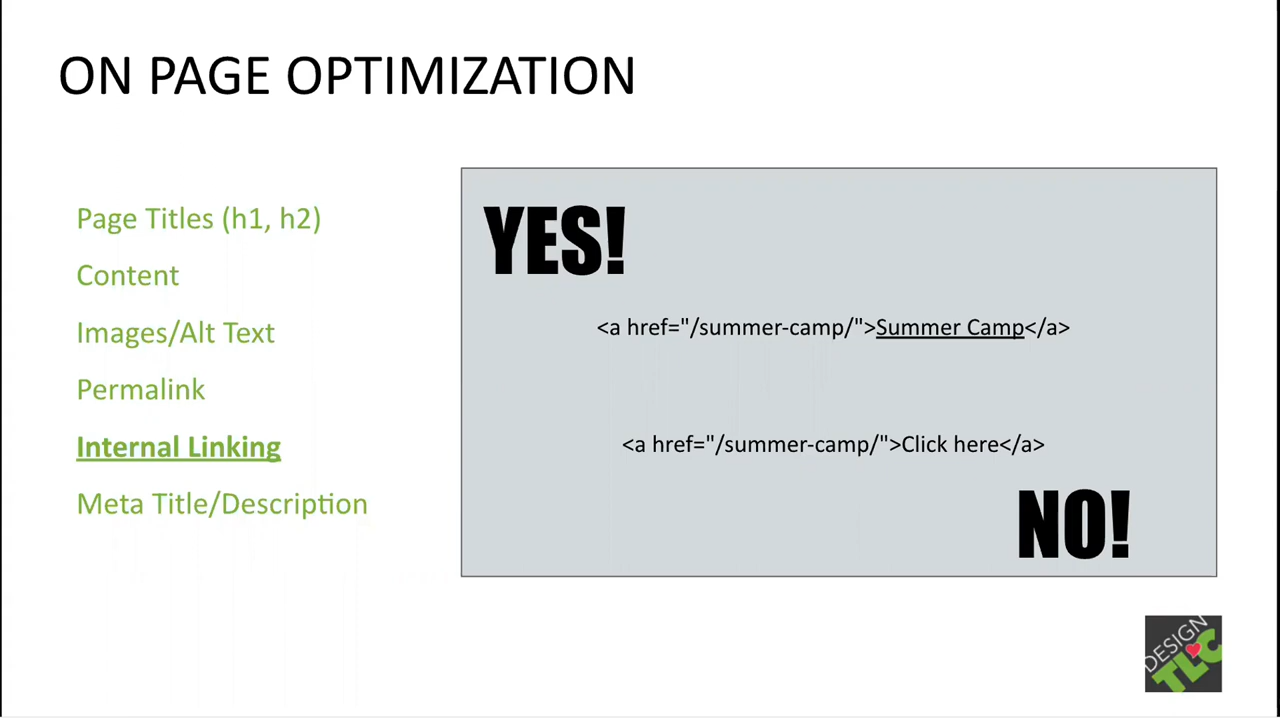 ON PAGE OPTIMIZATION
Page Titles (h1, h2)
Content
Images/Alt Text
Permalink
Internal Linking
Meta Title/Description
YES!
<a href="/summer-camp/">Summer Camp</a>
<a href="/summer-camp/">Click here</a>
NO!
DESIGN
TLC